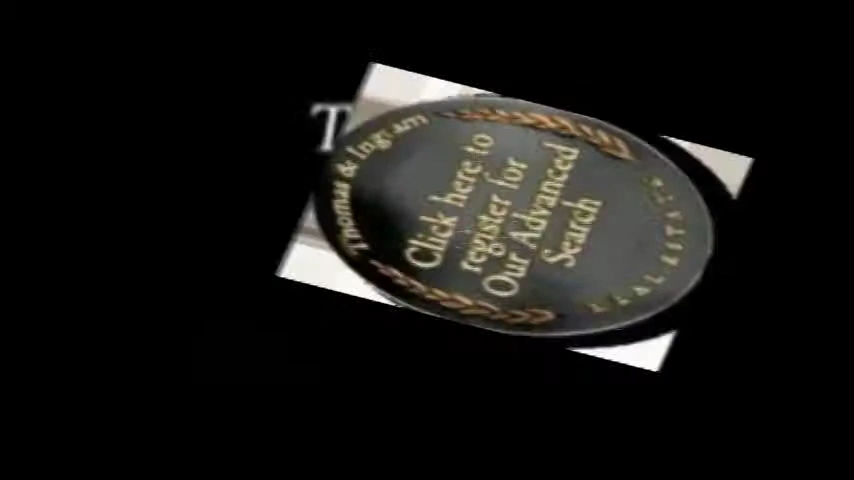 T
Thomas & Ingram
Click here to
register for
Our Advanced
Search
REAL ESTATE